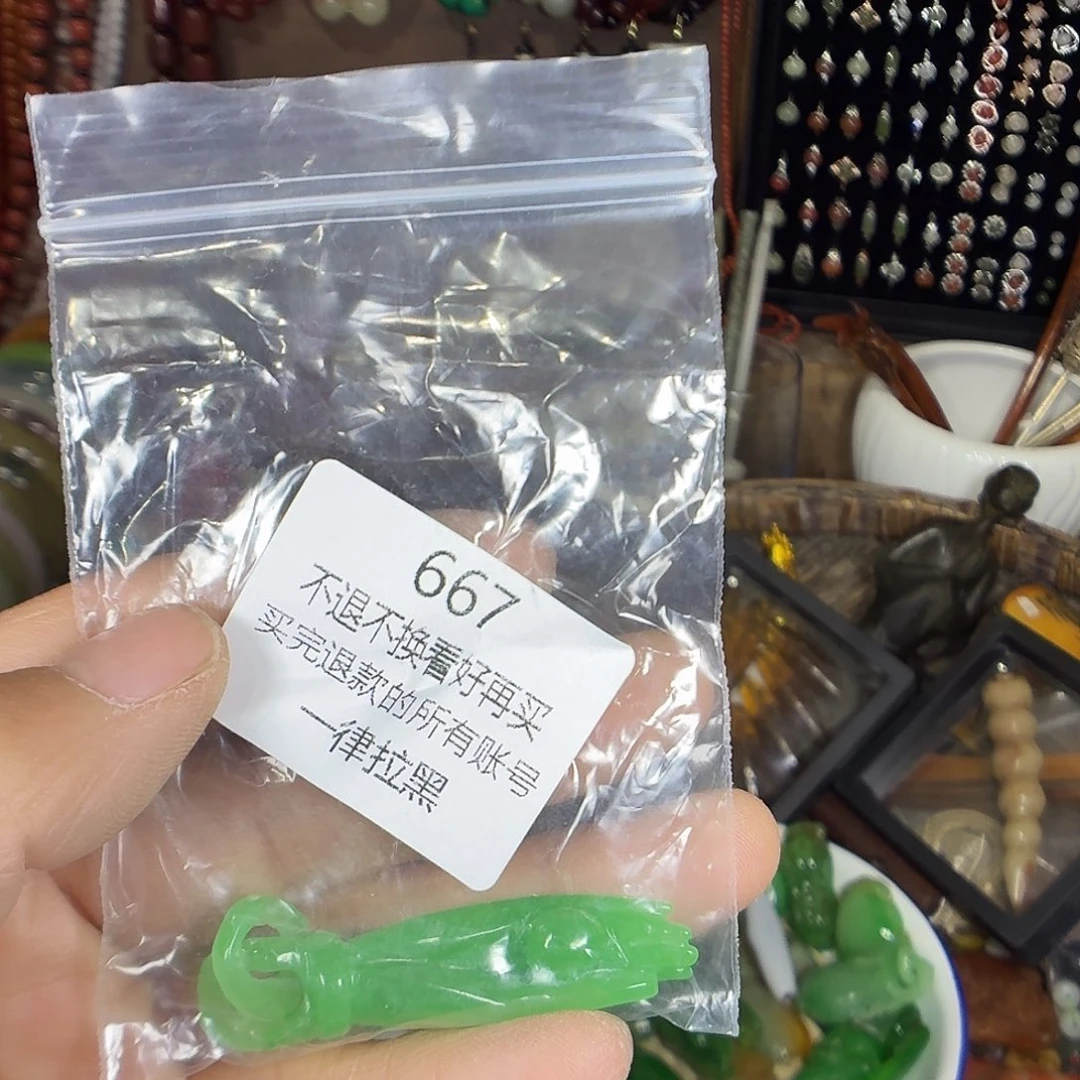 667
不退不换看好再买
买完退款的所有账号
一律拉黑